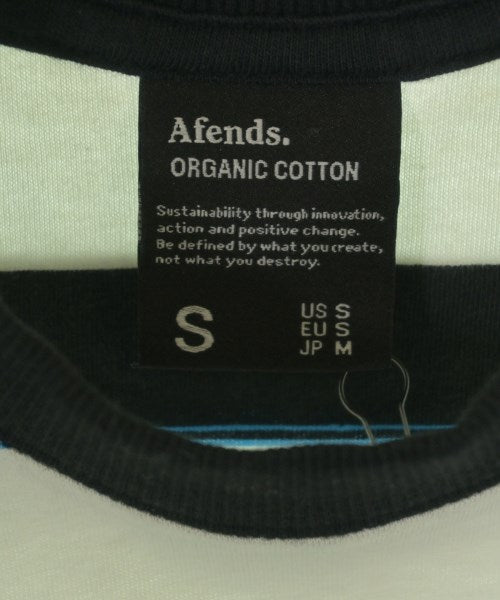 Afends.
ORGANIC COTTON
Sustainability through innovation,
action and positive change.
Be defined by what you create,
not what you destroy.
S
US S
EU S
JP M